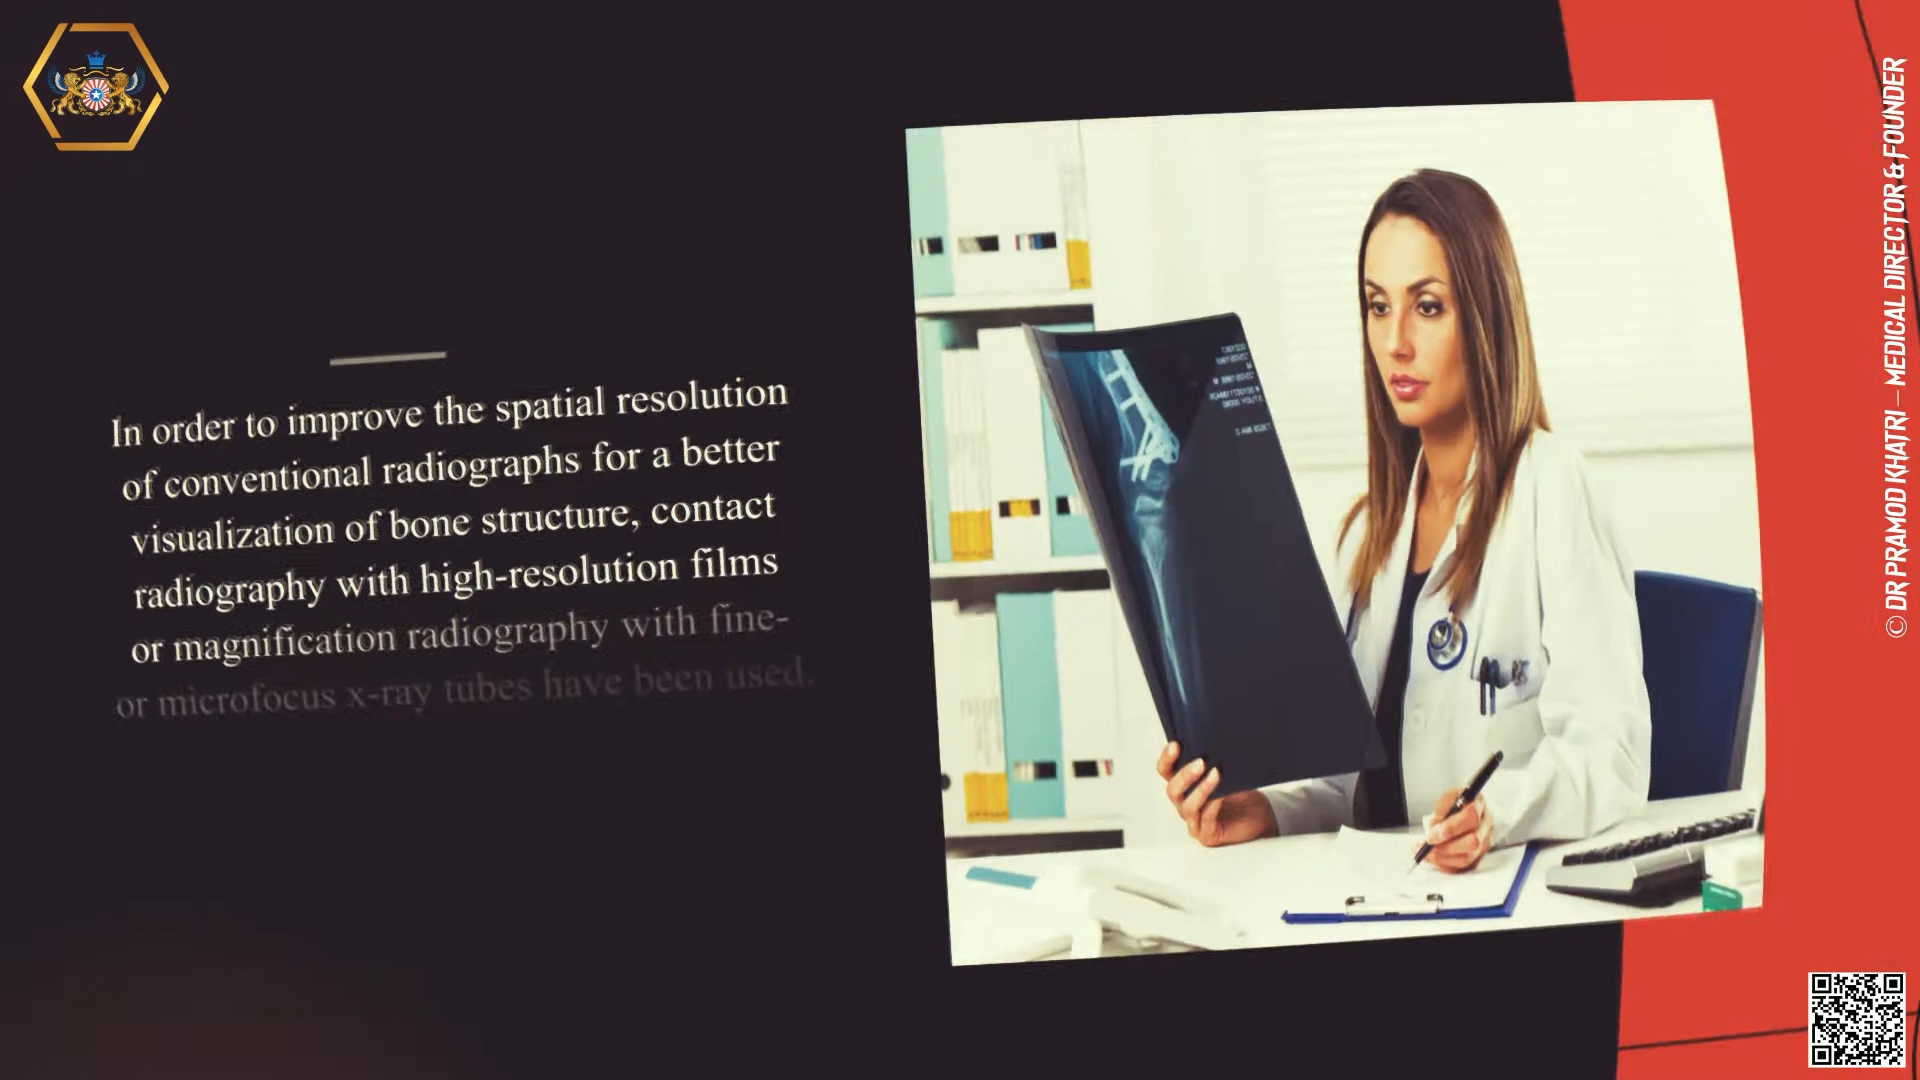 In order to improve the spatial resolution
of conventional radiographs for a better
visualization of bone structure, contact
radiography with high-resolution films
or magnification radiography with fine-
or microfocus x-ray tubes have been used.
© DR PRAMOD KHATRI – MEDICAL DIRECTOR & FOUNDER